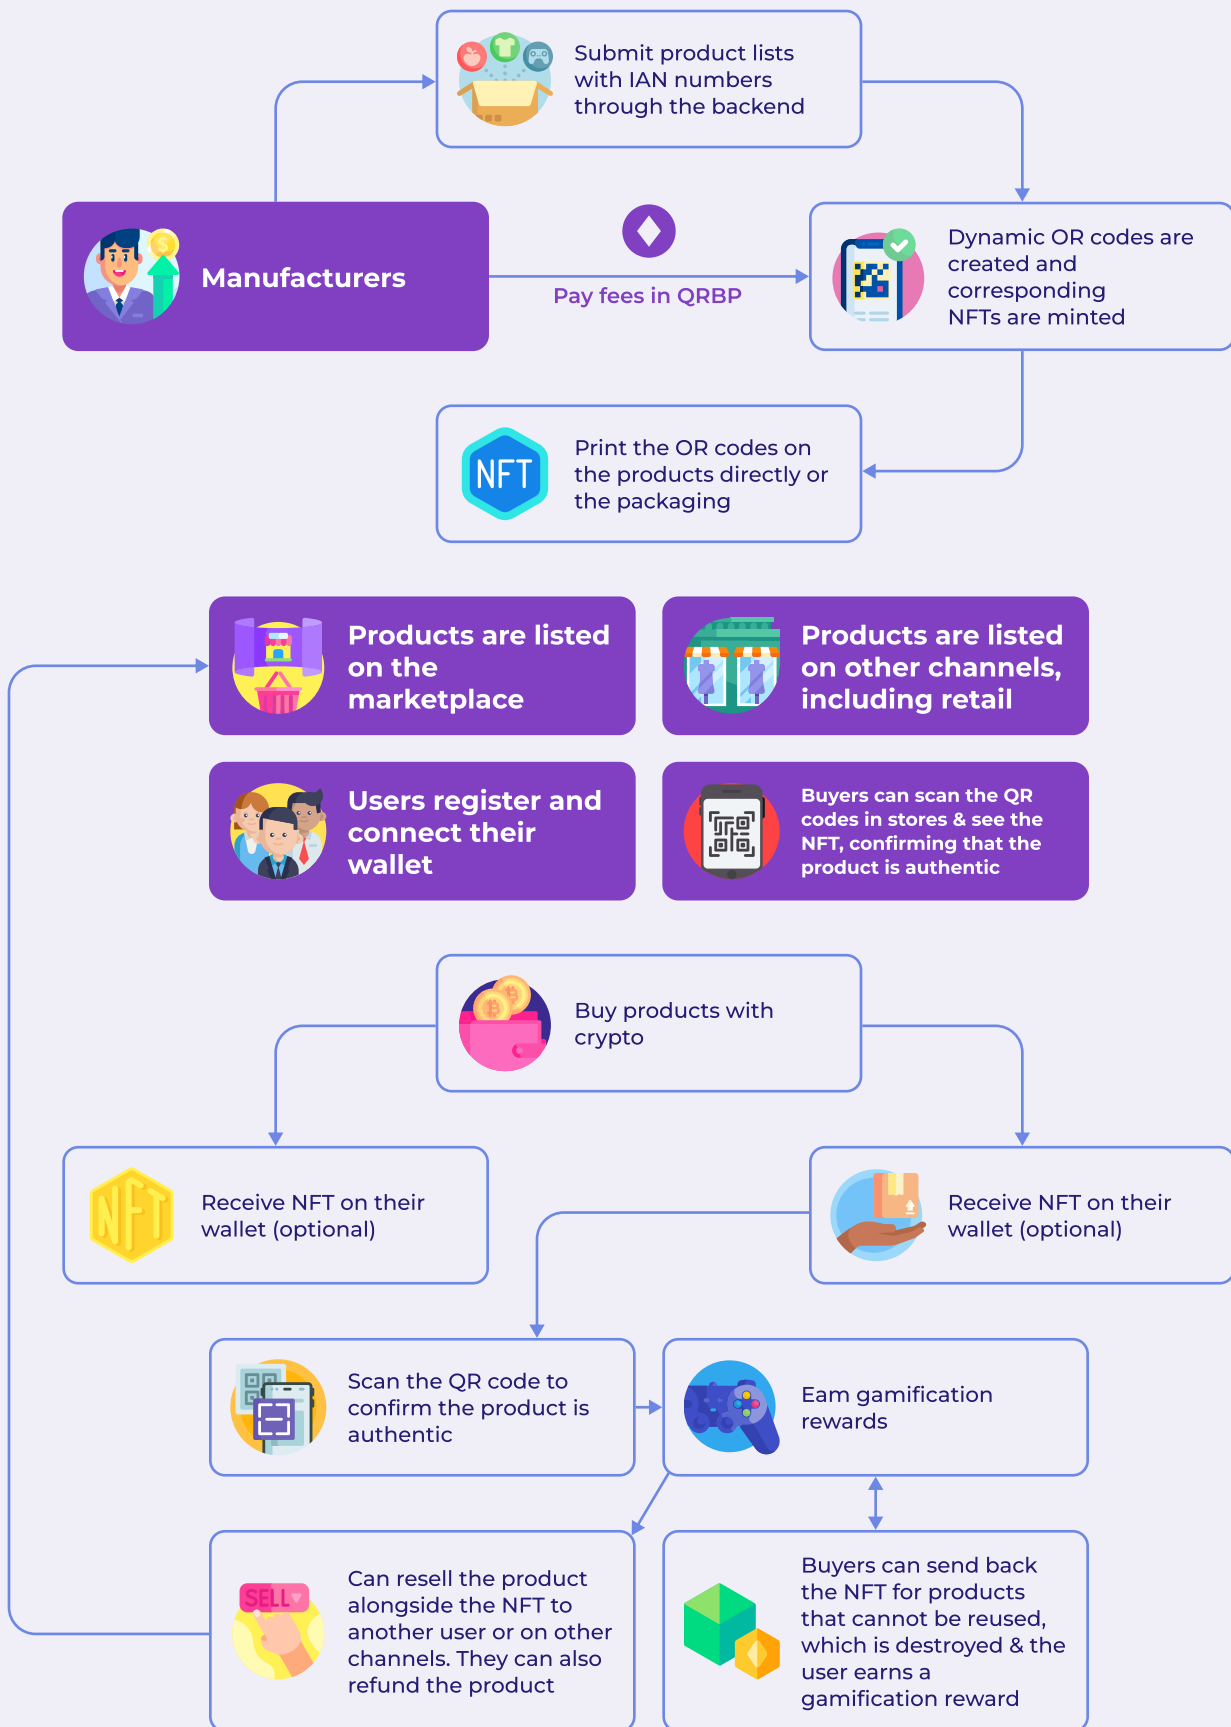 Submit product lists
with IAN numbers
through the backend
$
Manufacturers
Pay fees in QRBP
Dynamic OR codes are
created and
corresponding
NFTs are minted
NFT
Print the OR codes on
the products directly or
the packaging
Products are listed
on the
marketplace
Products are listed
on other channels,
including retail
Users register and
connect their
wallet
Buyers can scan the QR
codes in stores & see the
NFT, confirming that the
product is authentic
Buy products with
crypto
NFT
Receive NFT on their
wallet (optional)
Receive NFT on their
wallet (optional)
Scan the QR code to
confirm the product is
authentic
Eam gamification
rewards
SELL
Can resell the product
alongside the NFT to
another user or on other
channels. They can also
refund the product
Buyers can send back
the NFT for products
that cannot be reused,
which is destroyed & the
user earns a
gamification reward